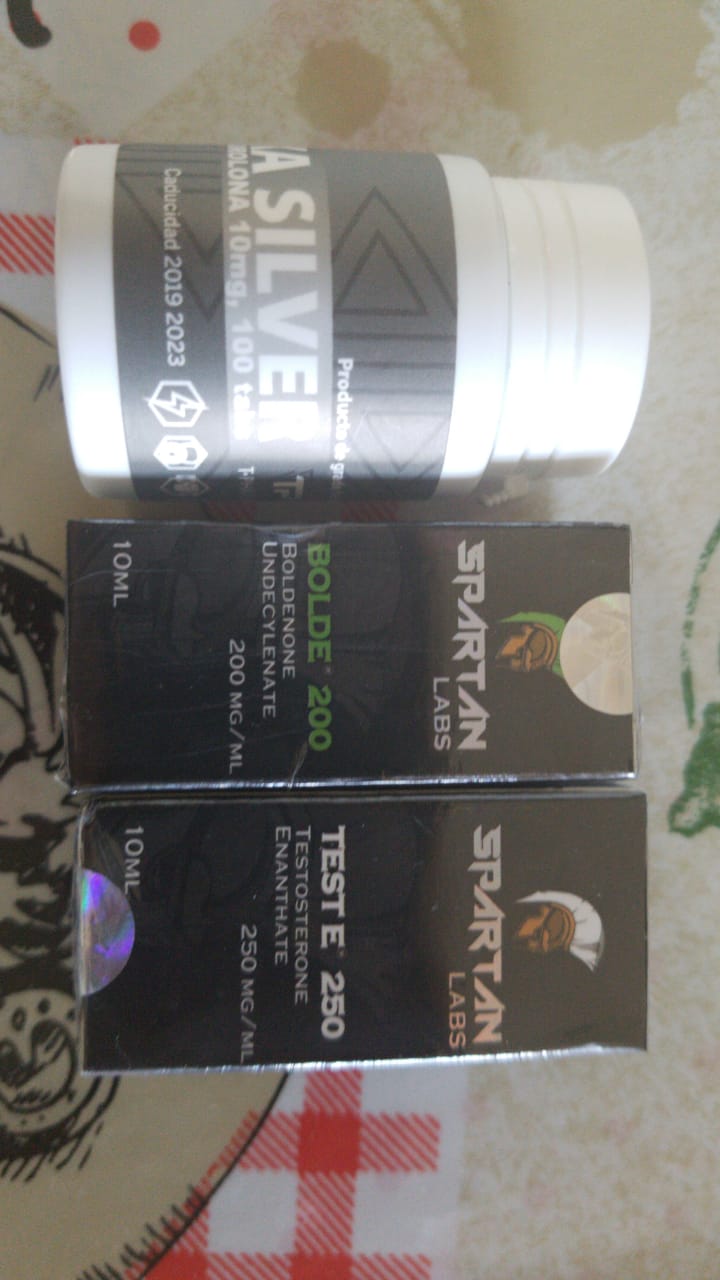 Producto de
A SILVER
OLONA 10mg, 100 tabs
Caducidad 2019 2023
SPARTAN
LABS
BOLDE® 200
BOLDENONE
UNDECYLENATE
200 MG/ML
10ML
SPARTAN
LABS
TEST E® 250
TESTOSTERONE
ENANTHATE
250 MG/ML
10ML